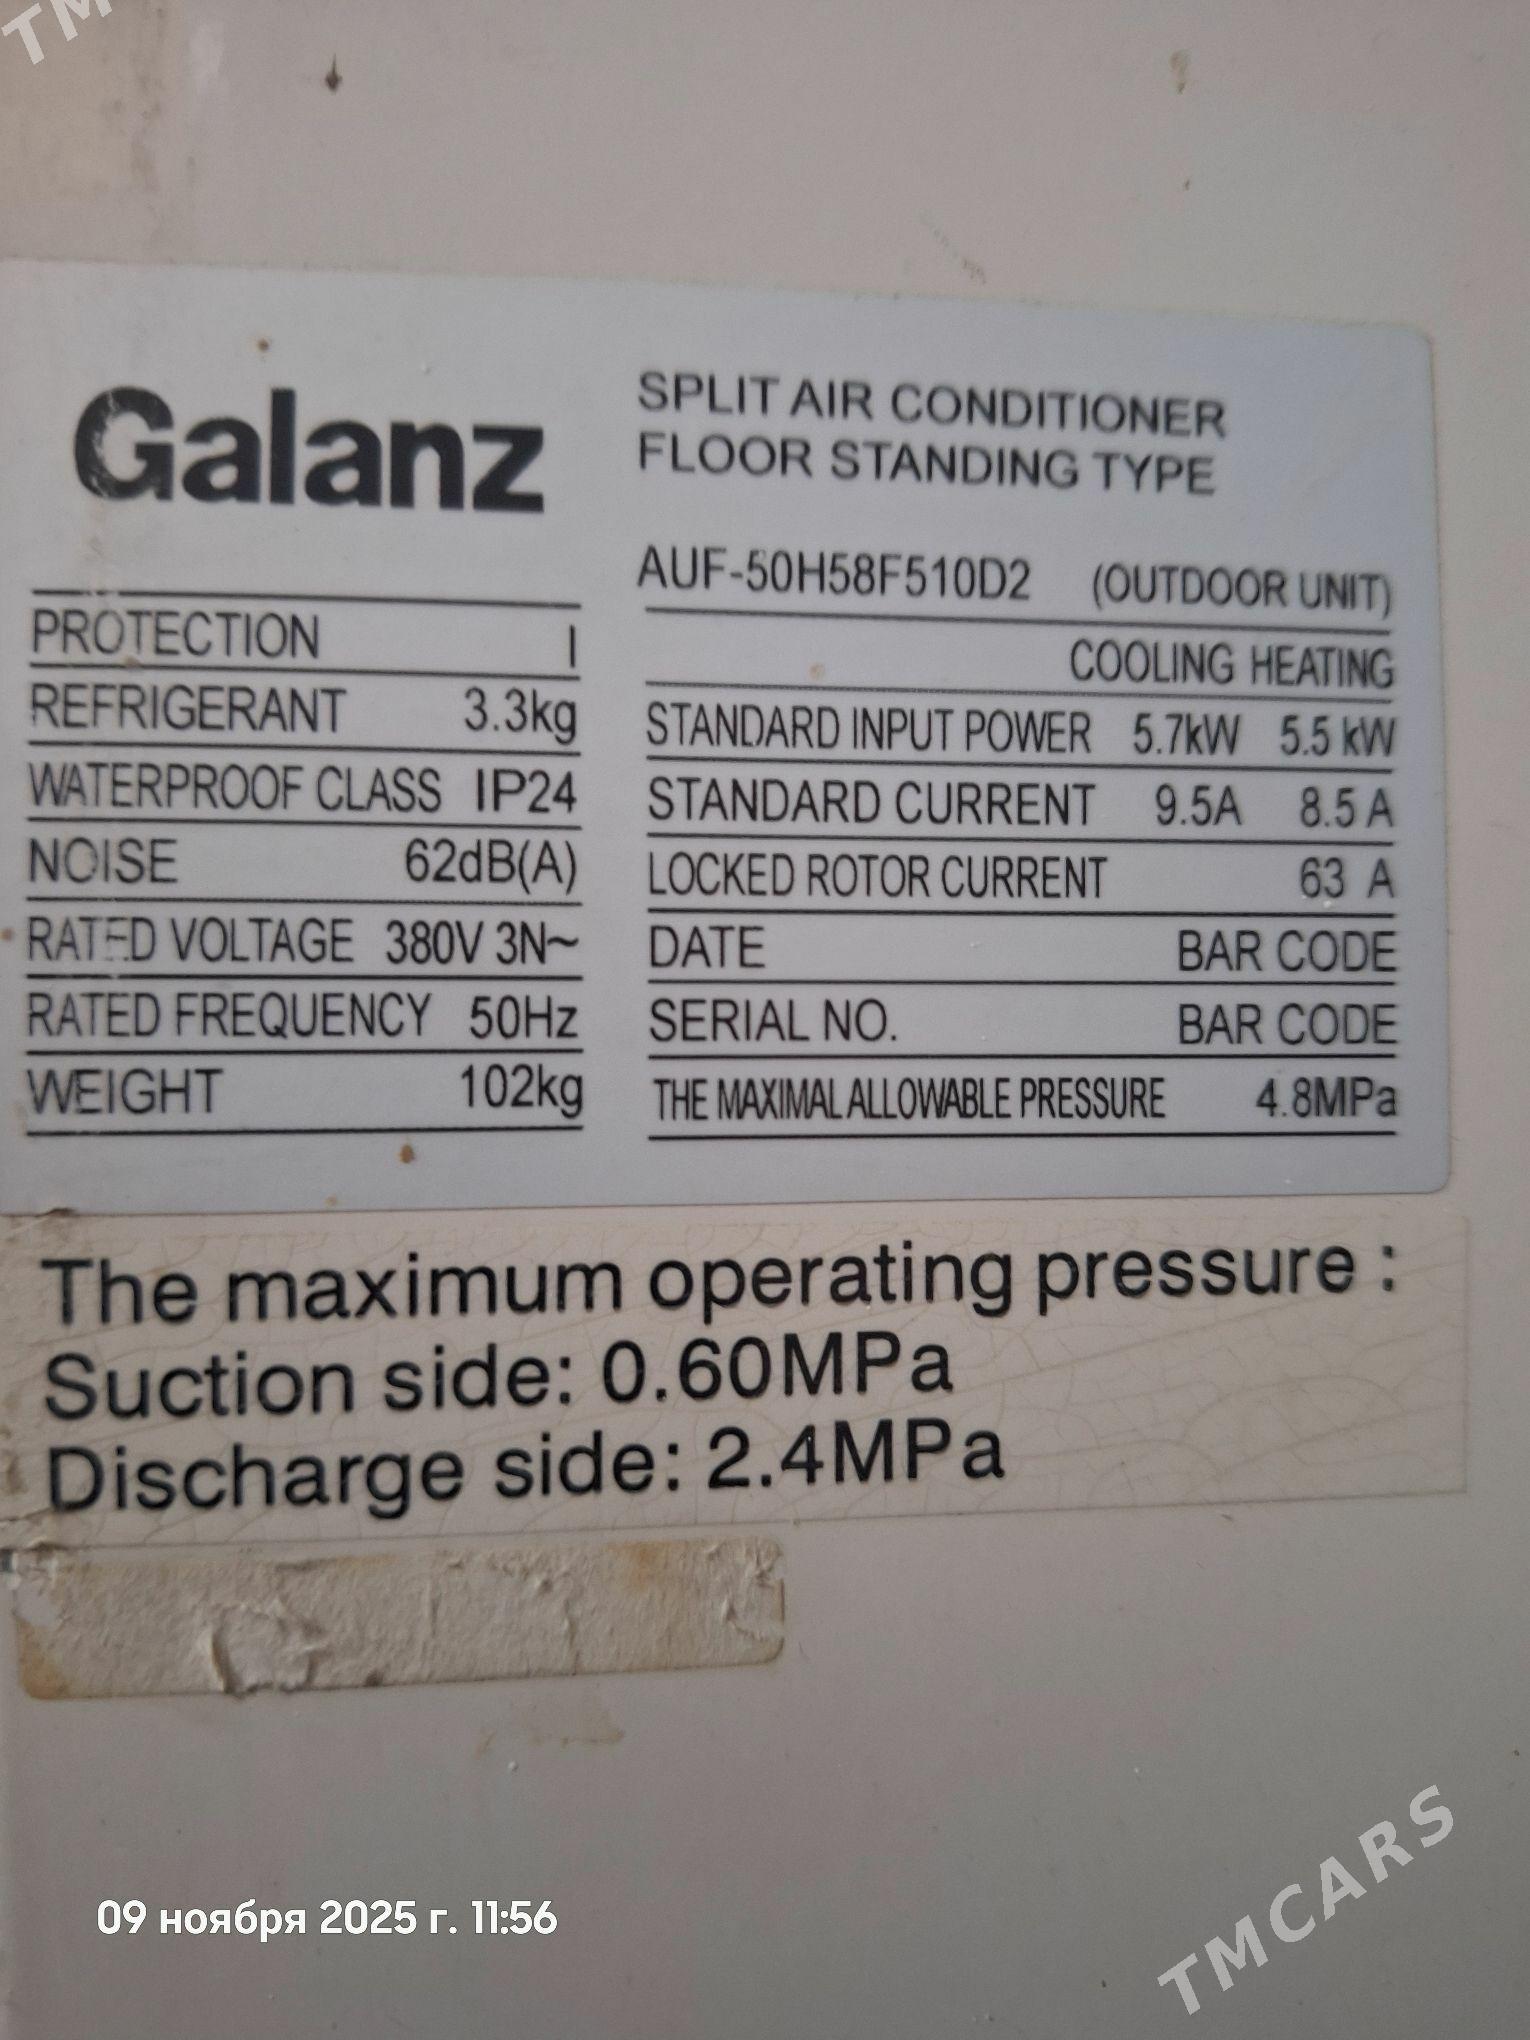 TM
Galanz
SPLIT AIR CONDITIONER
FLOOR STANDING TYPE
AUF-50H58F510D2 (OUTDOOR UNIT)
PROTECTION I
REFRIGERANT 3.3kg
WATERPROOF CLASS IP24
NOISE 62dB(A)
RATED VOLTAGE 380V 3N~
RATED FREQUENCY 50Hz
WEIGHT 102kg
COOLING HEATING
STANDARD INPUT POWER 5.7kW 5.5 kW
STANDARD CURRENT 9.5A 8.5 A
LOCKED ROTOR CURRENT 63 A
DATE BAR CODE
SERIAL NO. BAR CODE
THE MAXIMAL ALLOWABLE PRESSURE 4.8MPa
The maximum operating pressure :
Suction side: 0.60MPa
Discharge side: 2.4MPa
09 ноября 2025 г. 11:56
TMCARS